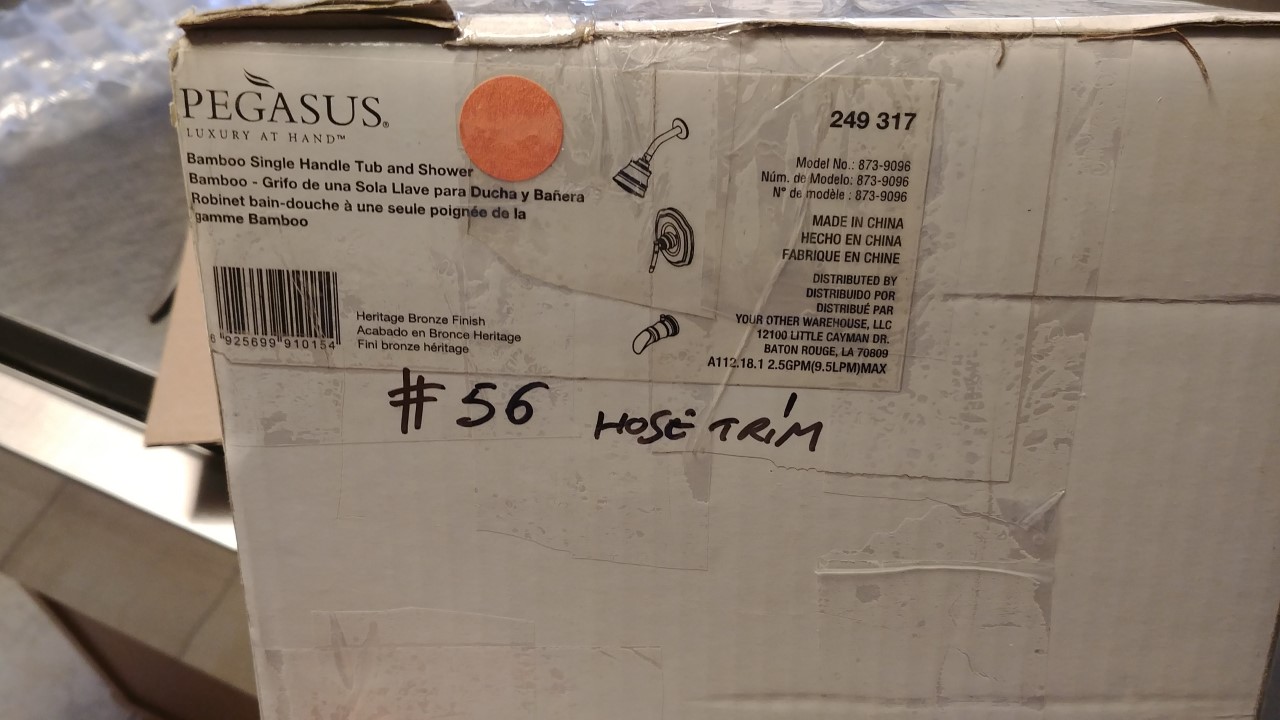 PEGASUS®
LUXURY AT HAND™
Bamboo Single Handle Tub and Shower
Bamboo - Grifo de una Sola Llave para Ducha y Bañera
Robinet bain-douche à une seule poignée de la
gamme Bamboo
6 925699 910154
Heritage Bronze Finish
Acabado en Bronce Heritage
Fini bronze héritage
249 317
Model No.: 873-9096
Núm. de Modelo: 873-9096
N° de modèle : 873-9096
MADE IN CHINA
HECHO EN CHINA
FABRIQUE EN CHINE
DISTRIBUTED BY
DISTRIBUIDO POR
DISTRIBUÉ PAR
YOUR OTHER WAREHOUSE, LLC
12100 LITTLE CAYMAN DR.
BATON ROUGE, LA 70809
A112.18.1 2.5GPM(9.5LPM)MAX
#56 HOSE TRIM